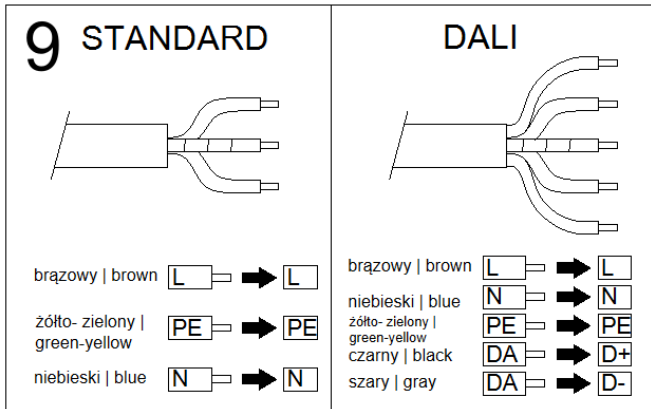 9 STANDARD
brązowy | brown L L
żółto- zielony |
green-yellow PE PE
niebieski | blue N N
DALI
brązowy | brown L L
niebieski | blue N N
żółto- zielony |
green-yellow PE PE
czarny | black DA D+
szary | gray DA D-